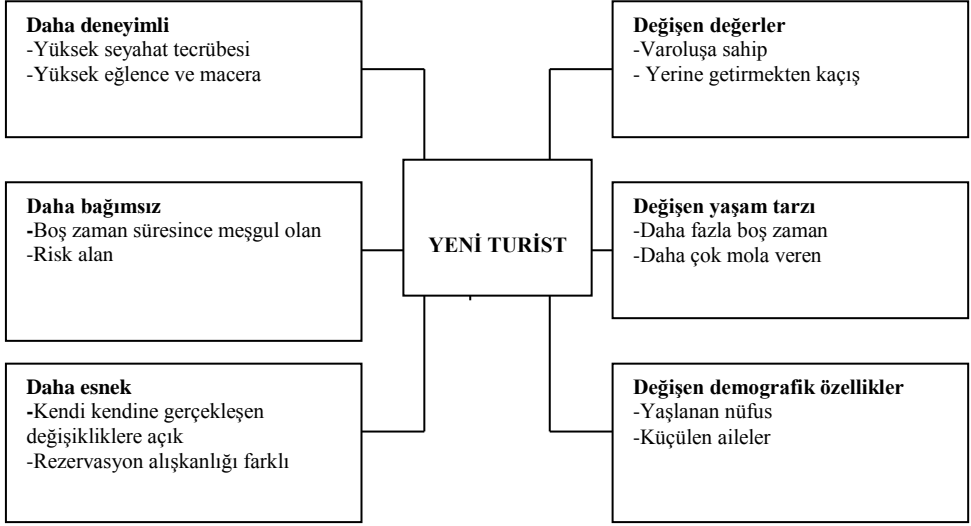 Daha deneyimli
-Yüksek seyahat tecrübesi
-Yüksek eğlence ve macera
Değişen değerler
-Varoluşa sahip
- Yerine getirmekten kaçış
Daha bağımsız
-Boş zaman süresince meşgul olan
-Risk alan
YENİ TURİST
Değişen yaşam tarzı
-Daha fazla boş zaman
-Daha çok mola veren
Daha esnek
-Kendi kendine gerçekleşen
değişikliklere açık
-Rezervasyon alışkanlığı farklı
Değişen demografik özellikler
-Yaşlanan nüfus
-Küçülen aileler